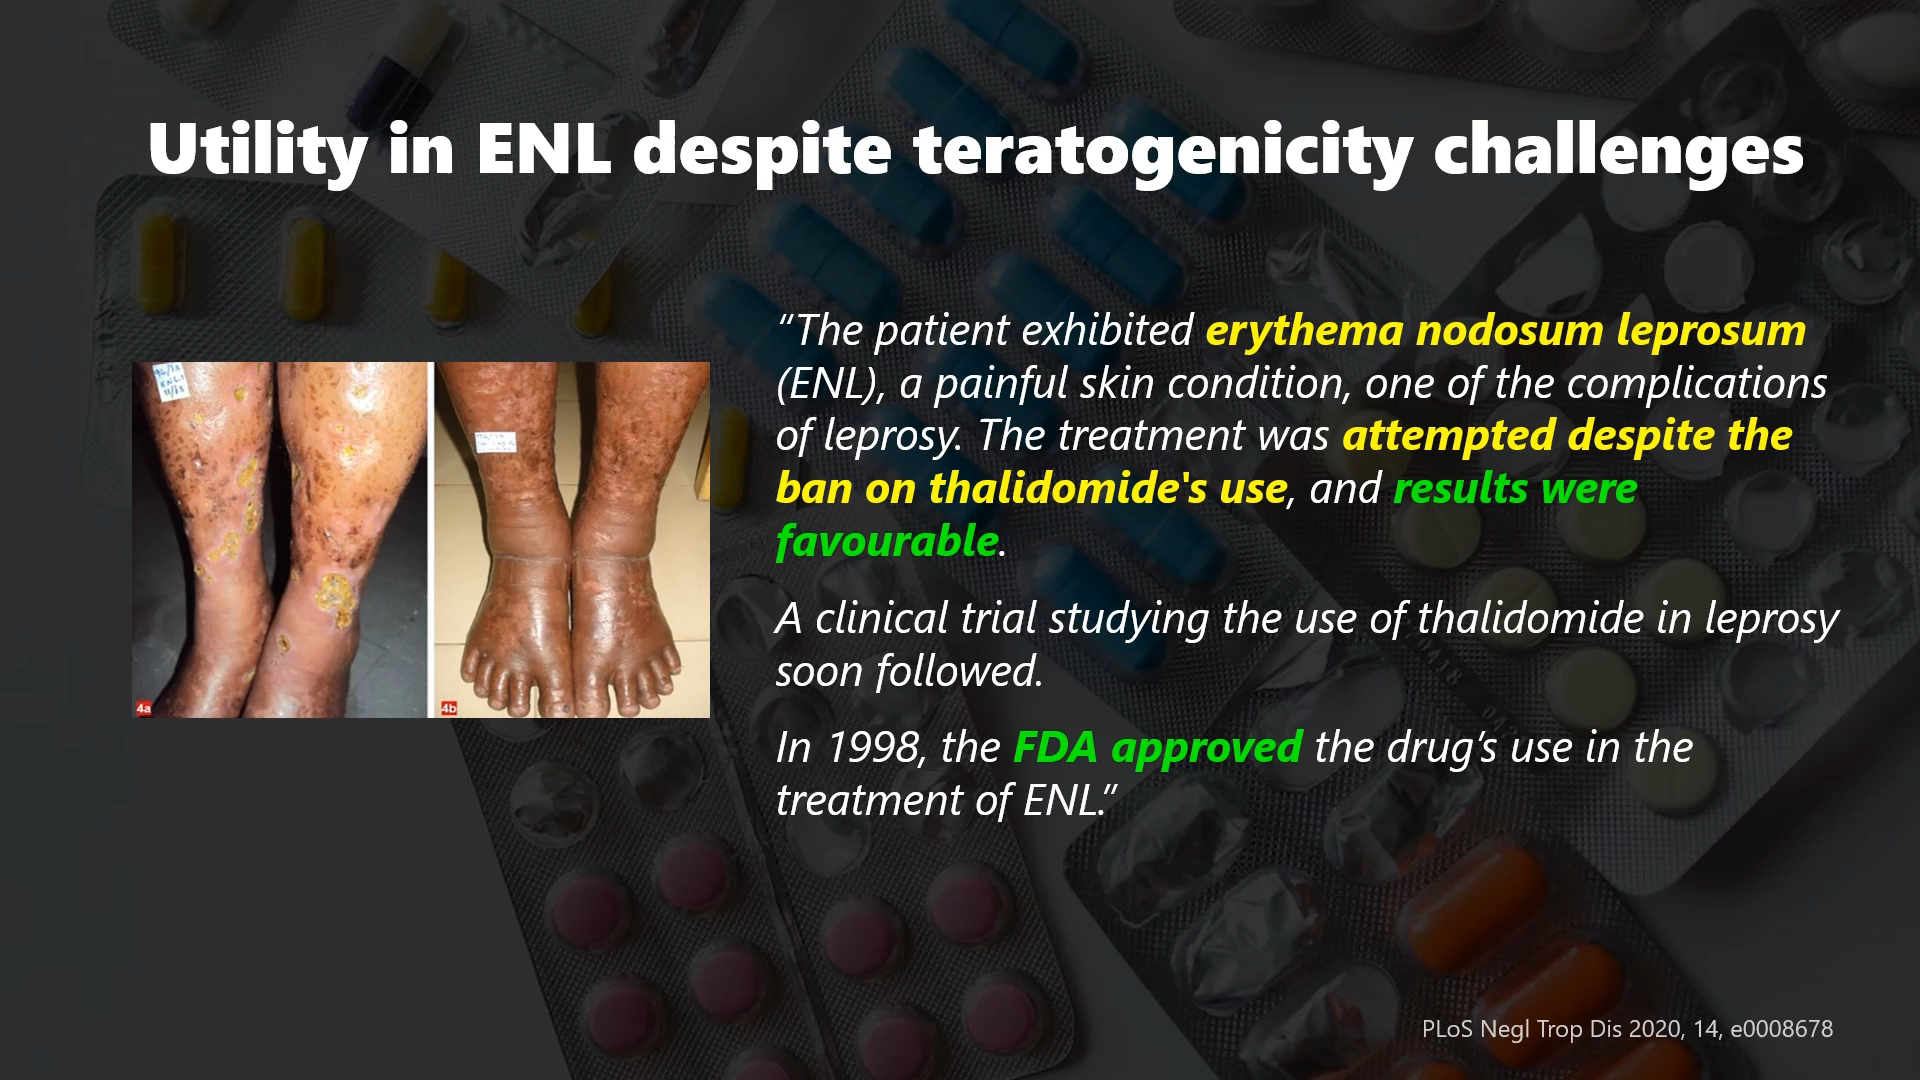 Utility in ENL despite teratogenicity challenges
“The patient exhibited erythema nodosum leprosum
(ENL), a painful skin condition, one of the complications
of leprosy. The treatment was attempted despite the
ban on thalidomide's use, and results were
favourable.
A clinical trial studying the use of thalidomide in leprosy
soon followed.
In 1998, the FDA approved the drug’s use in the
treatment of ENL.”
4a
4b
0418
PLoS Negl Trop Dis 2020, 14, e0008678